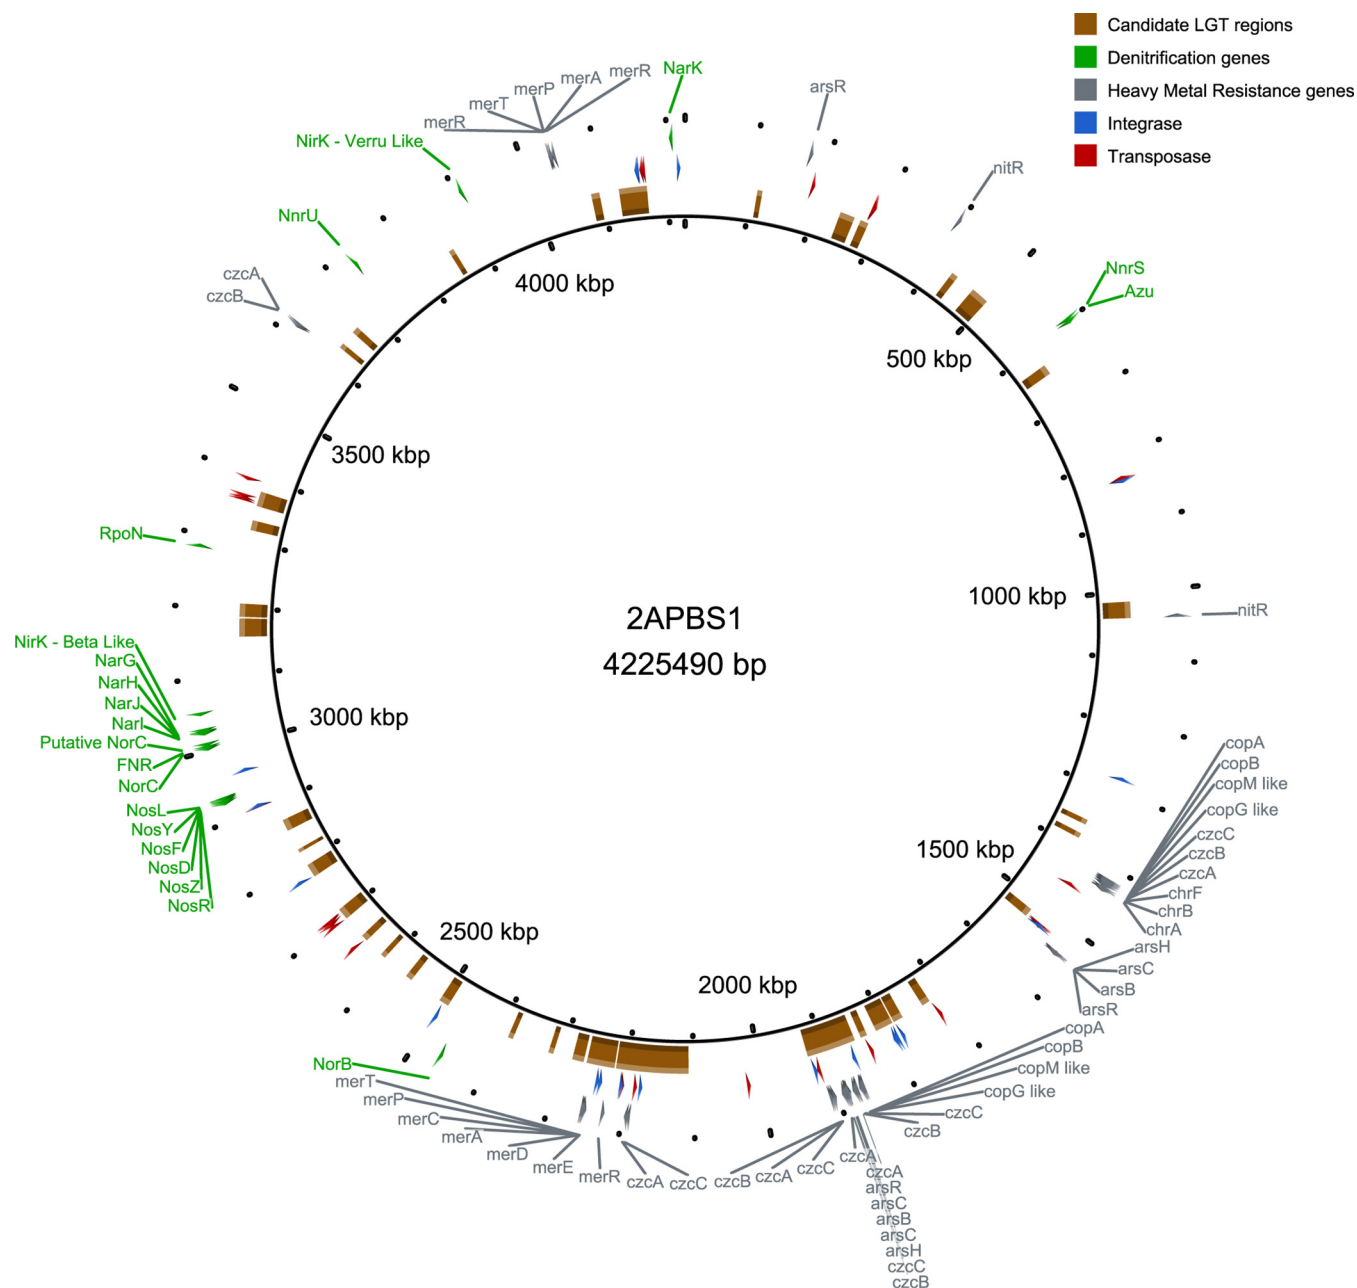 Candidate LGT regions
Denitrification genes
Heavy Metal Resistance genes
Integrase
Transposase
NarK
merR
merA
merP
merT
merR
arsR
NirK - Verru Like
nitR
NnrU
czcA
czcB
NnrS
Azu
4000 kbp
500 kbp
3500 kbp
RpoN
1000 kbp
nitR
2APBS1
4225490 bp
NirK - Beta Like
NarG
NarH
NarJ
NarI
Putative NorC
FNR
NorC
3000 kbp
NosL
NosY
NosF
NosD
NosZ
NosR
copA
copB
copM like
copG like
czcC
czcB
czcA
chrF
chrB
chrA
1500 kbp
arsH
arsC
arsB
arsR
2500 kbp
2000 kbp
copA
copB
copM like
copG like
czcC
czcB
NorB
merT
merP
merC
merA
merD
merE
merR
czcA
czcC
czcB
czcA
czcC
czcA
czcA
arsR
arsC
arsB
arsC
arsH
czcC
czcB